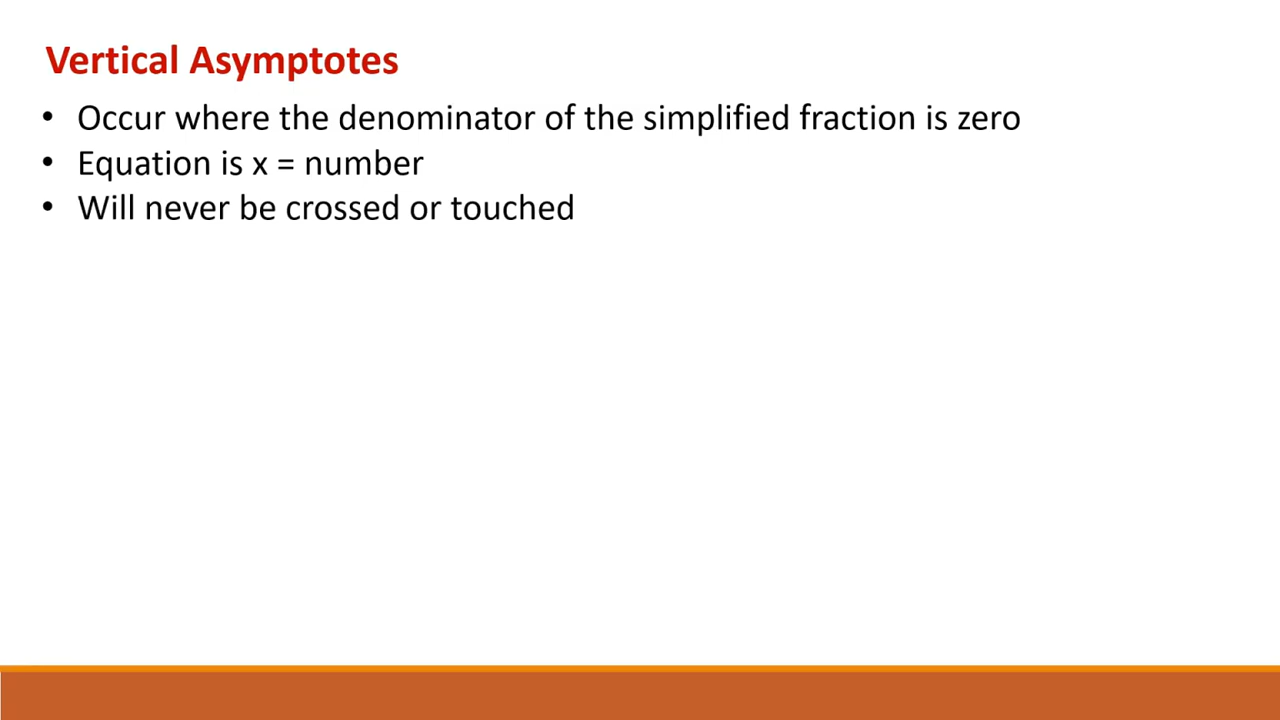 Vertical Asymptotes
• Occur where the denominator of the simplified fraction is zero
• Equation is x = number
• Will never be crossed or touched